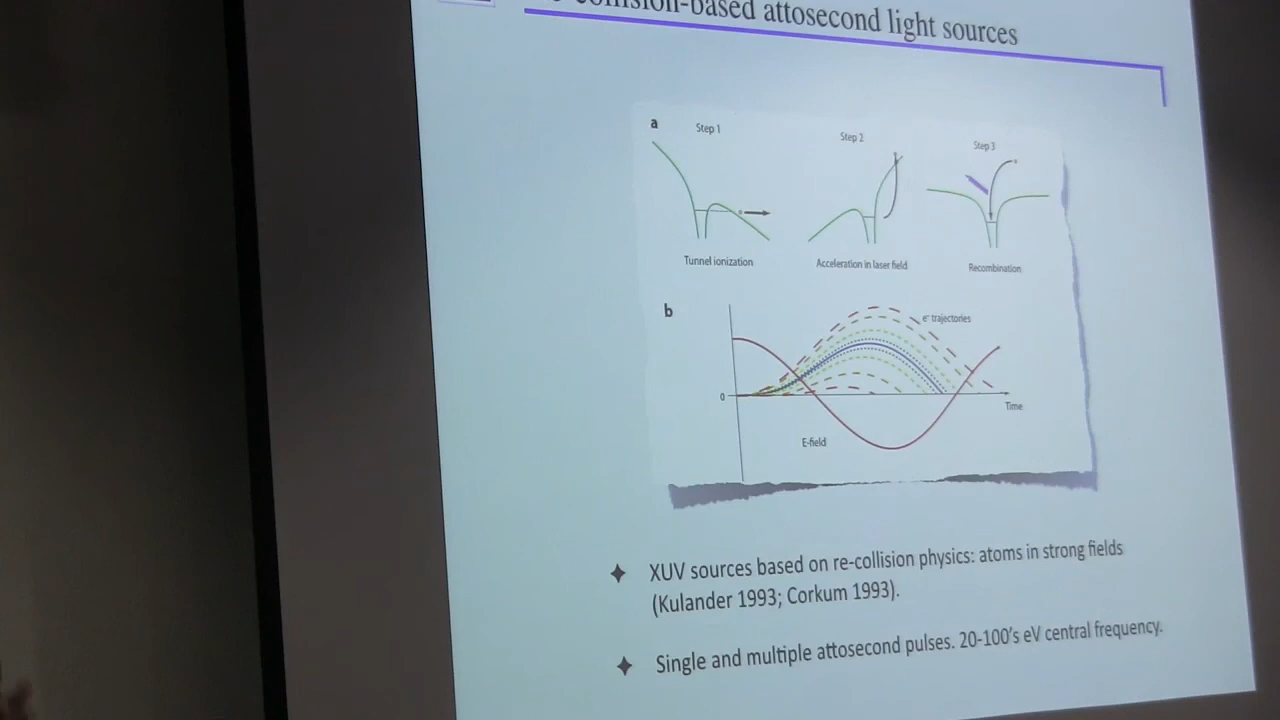 -based attosecond light sources
a
Step 1
Step 2
Step 3
Tunnel ionization
Acceleration in laser field
Recombination
b
e⁻ trajectories
0
Time
E-field
XUV sources based on re-collision physics: atoms in strong fields
(Kulander 1993; Corkum 1993).
Single and multiple attosecond pulses. 20-100's eV central frequency.